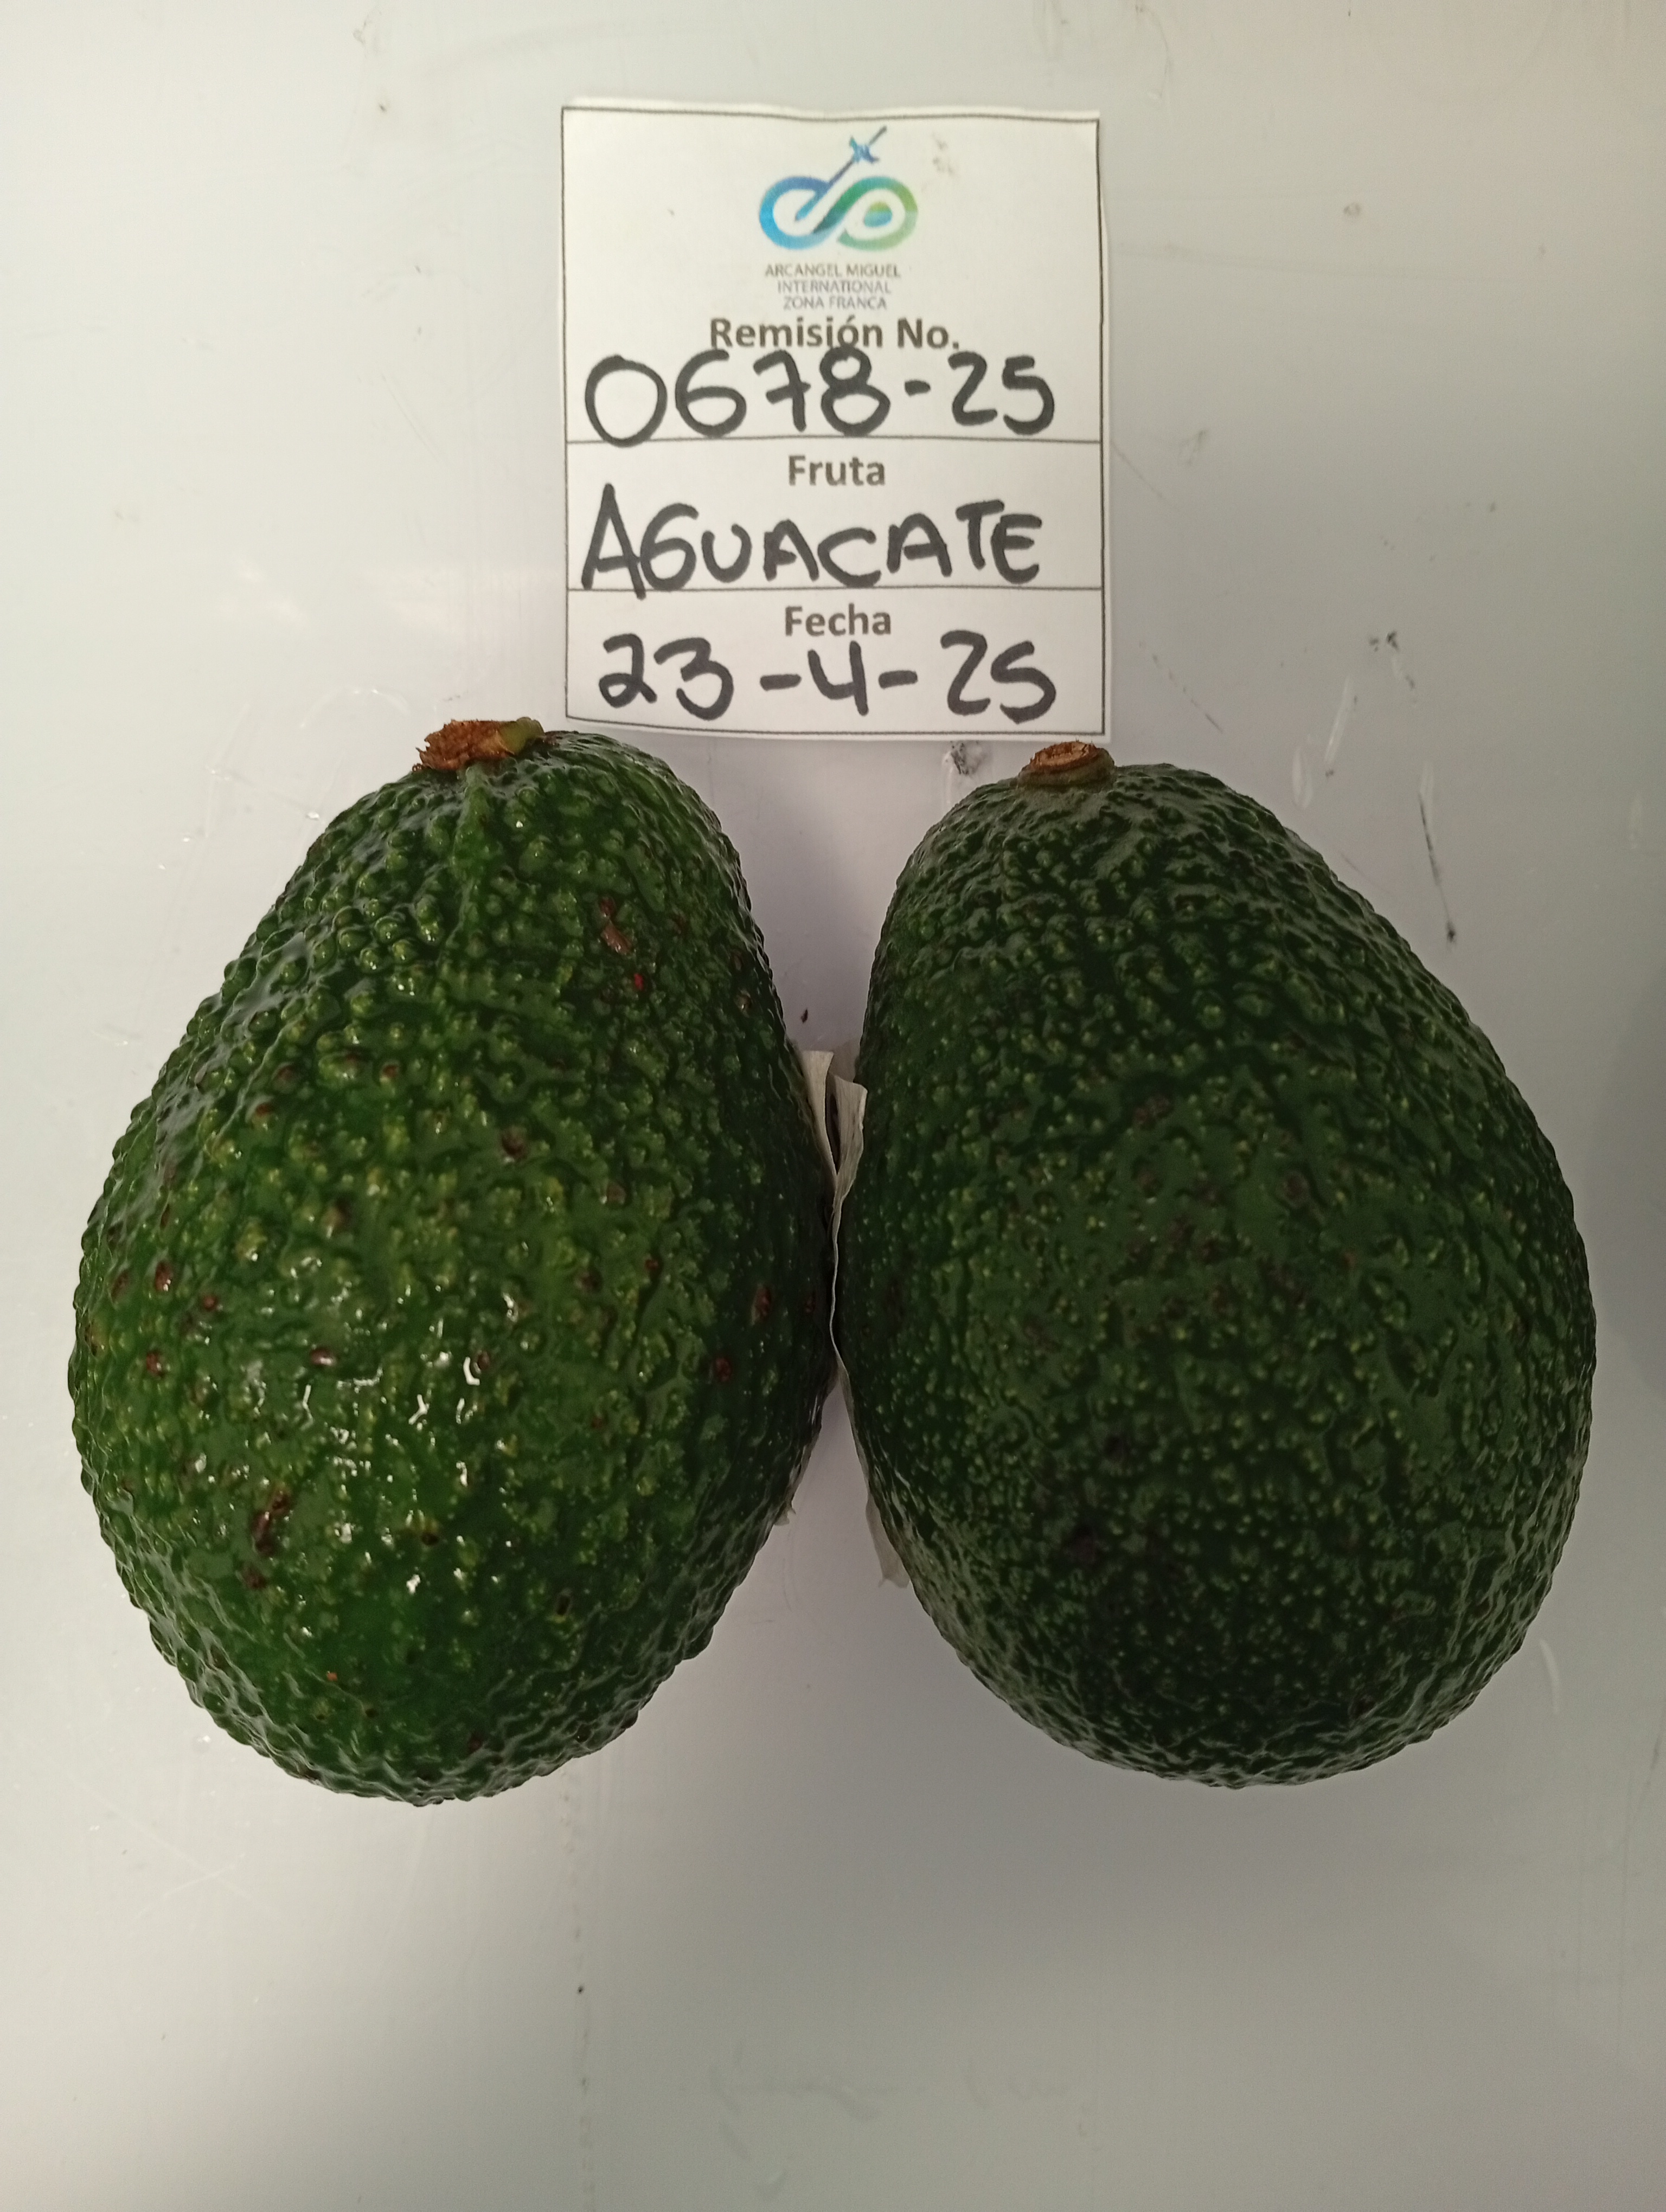 ARCANGEL MIGUEL
INTERNATIONAL
ZONA FRANCA
Remisión No.
0678-25
Fruta
AGUACATE
Fecha
23-4-25